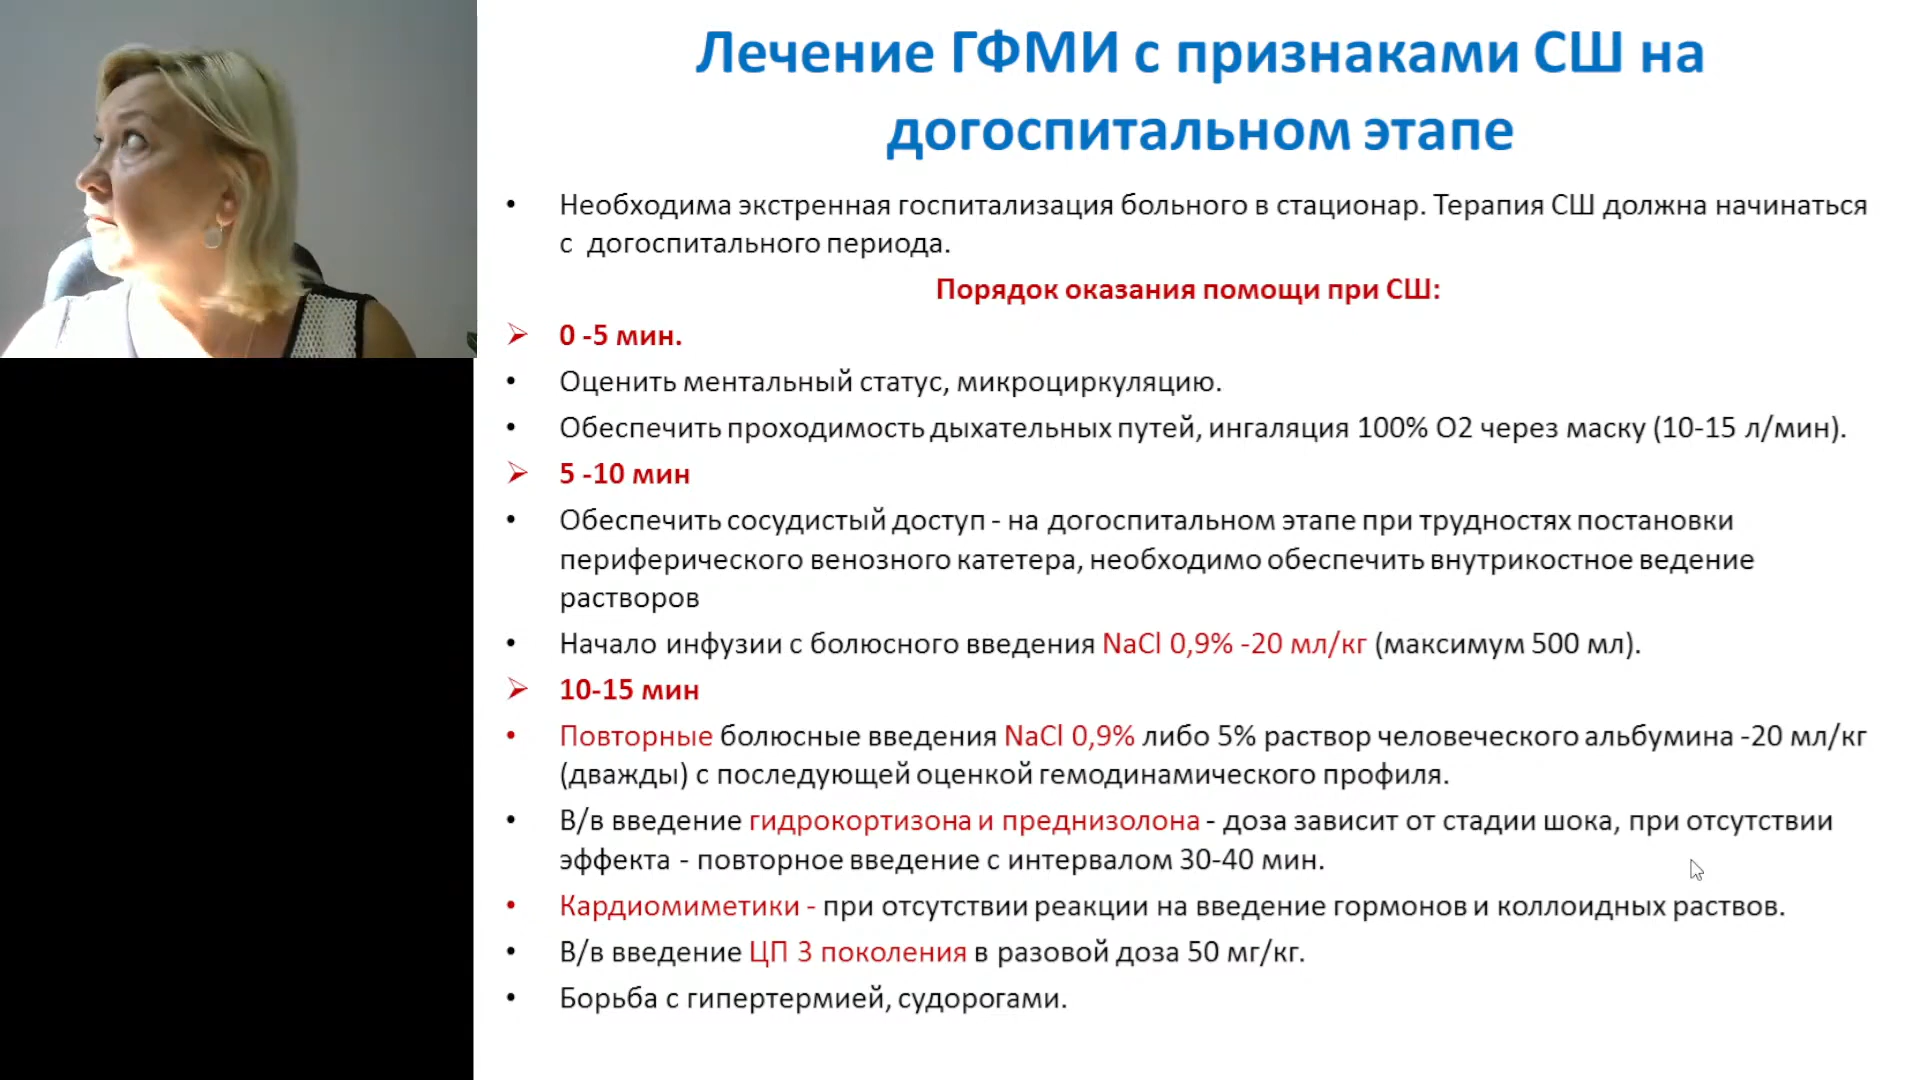 Лечение ГФМИ с признаками СШ на
догоспитальном этапе
• Необходима экстренная госпитализация больного в стационар. Терапия СШ должна начинаться
с догоспитального периода.
Порядок оказания помощи при СШ:
➢ 0 -5 мин.
• Оценить ментальный статус, микроциркуляцию.
• Обеспечить проходимость дыхательных путей, ингаляция 100% О2 через маску (10-15 л/мин).
➢ 5 -10 мин
• Обеспечить сосудистый доступ - на догоспитальном этапе при трудностях постановки
периферического венозного катетера, необходимо обеспечить внутрикостное ведение
растворов
• Начало инфузии с болюсного введения NaCl 0,9% -20 мл/кг (максимум 500 мл).
➢ 10-15 мин
• Повторные болюсные введения NaCl 0,9% либо 5% раствор человеческого альбумина -20 мл/кг
(дважды) с последующей оценкой гемодинамического профиля.
• В/в введение гидрокортизона и преднизолона - доза зависит от стадии шока, при отсутствии
эффекта - повторное введение с интервалом 30-40 мин.
• Кардиомиметики - при отсутствии реакции на введение гормонов и коллоидных раствов.
• В/в введение ЦП 3 поколения в разовой доза 50 мг/кг.
• Борьба с гипертермией, судорогами.